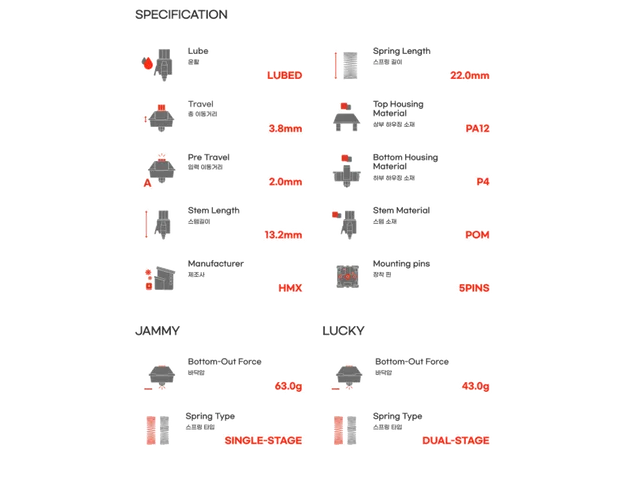 SPECIFICATION
Lube
윤활
LUBED
Spring Length
스프링 길이
22.0mm
Travel
총 이동거리
3.8mm
Top Housing
Material
상부 하우징 소재
PA12
Pre Travel
입력 이동거리
A
2.0mm
Bottom Housing
Material
하부 하우징 소재
P4
Stem Length
스템길이
13.2mm
Stem Material
스템 소재
POM
Manufacturer
제조사
HMX
Mounting pins
장착 핀
5PINS
JAMMY
LUCKY
Bottom-Out Force
바닥압
63.0g
Bottom-Out Force
바닥압
43.0g
Spring Type
스프링 타입
SINGLE-STAGE
Spring Type
스프링 타입
DUAL-STAGE